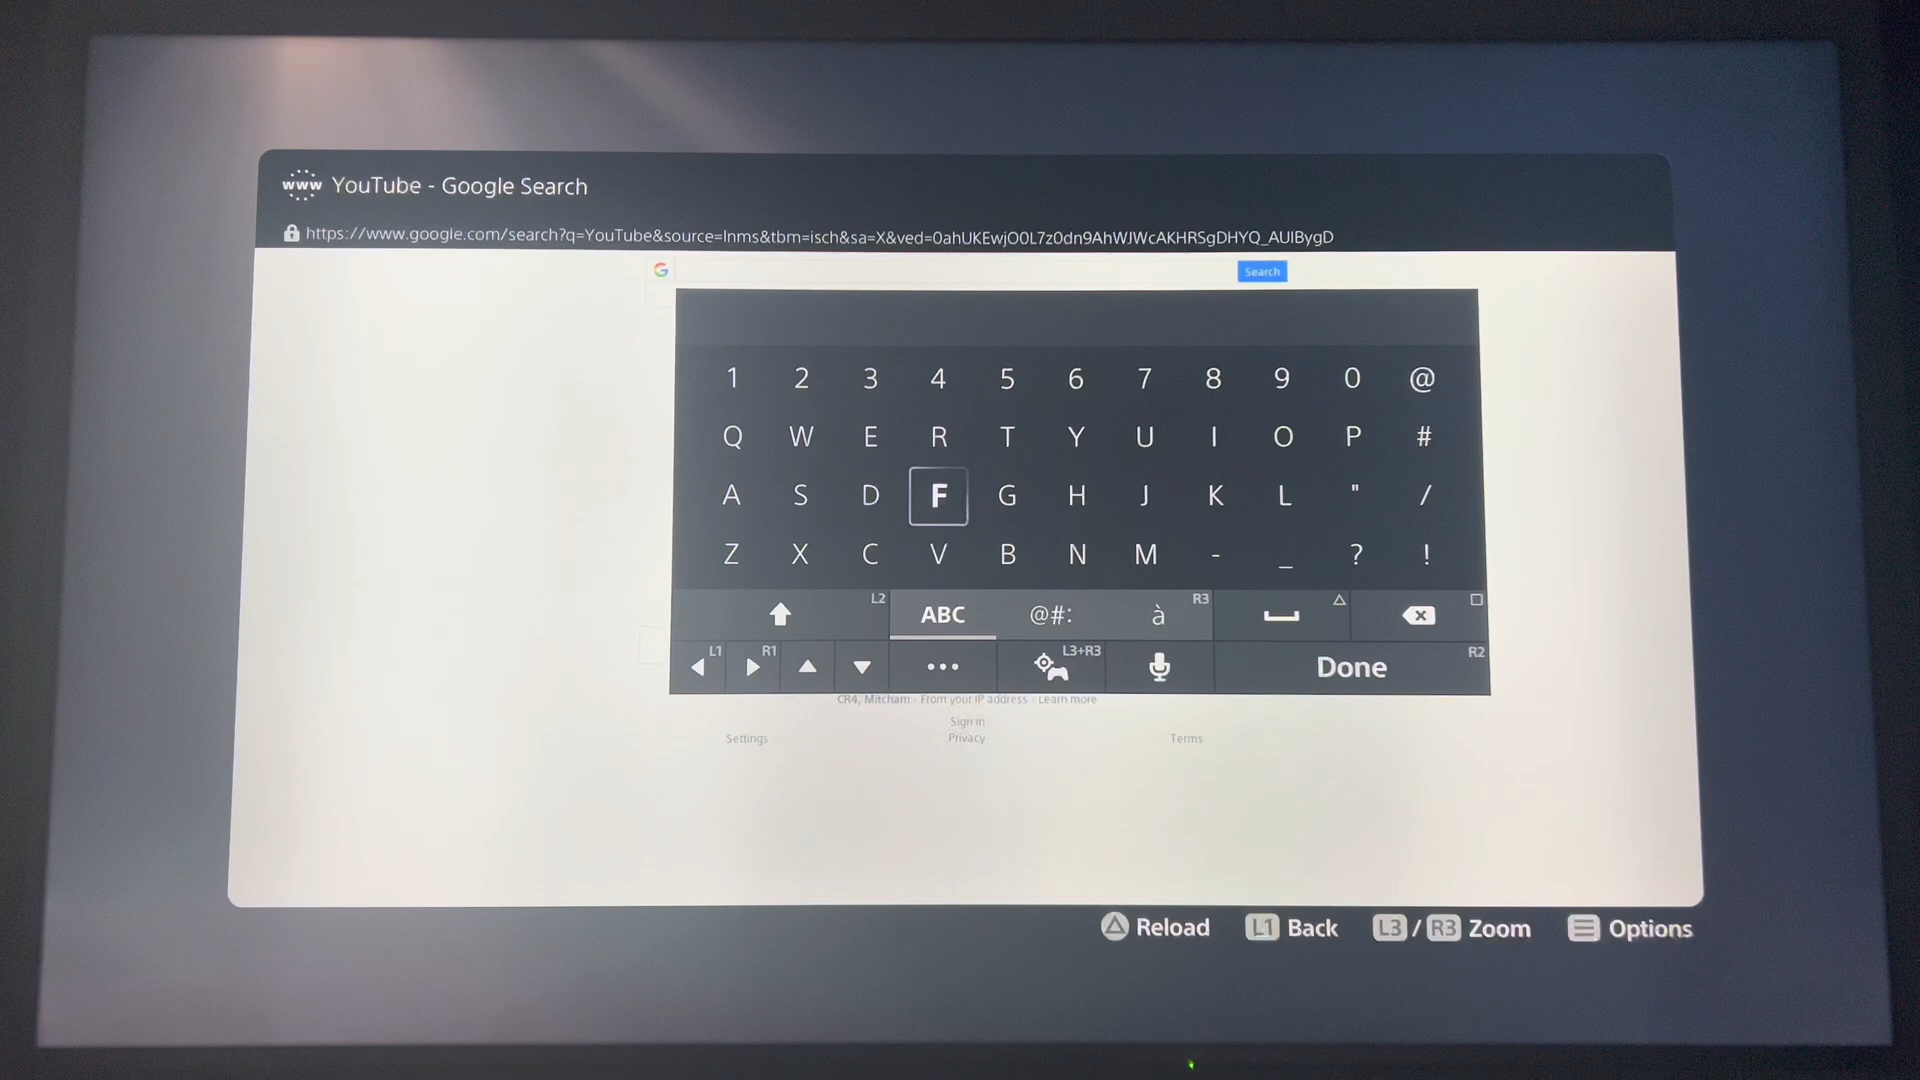 www YouTube - Google Search
https://www.google.com/search?q=YouTube&source=lnms&tbm=isch&sa=X&ved=0ahUKEwjO0L7z0dn9AhWJWcAKHRSgDHYQ_AUIBygD
G Search
1 2 3 4 5 6 7 8 9 0 @
Q W E R T Y U I O P #
A S D F G H J K L " /
Z X C V B N M - _ ? !
L2 ABC @#: à R3
L1 R1 ... L3+R3 Done R2
CR4, Mitcham - From your IP address - Learn more
Sign in
Settings Privacy Terms
Reload L1 Back L3 / R3 Zoom Options